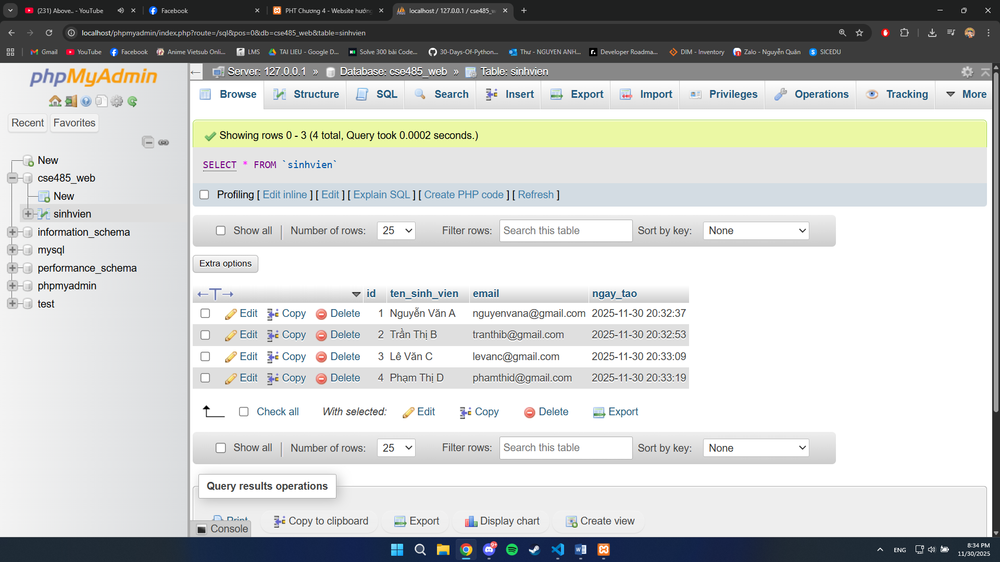 (231) Above.. - YouTube
Facebook
PHT Chương 4 - Website hướng
localhost / 127.0.0.1 / cse485_w
localhost/phpmyadmin/index.php?route=/sql&pos=0&db=cse485_web&table=sinhvien
Gmail
YouTube
Facebook
Anime Vietsub Onli...
LMS
TAI LIEU - Google D...
Solve 300 bài Code...
30-Days-Of-Python...
Thư - NGUYEN ANH...
Developer Roadma...
DIM - Inventory
Zalo - Nguyễn Quân
SICEDU
phpMyAdmin
Recent
Favorites
New
cse485_web
New
sinhvien
information_schema
mysql
performance_schema
phpmyadmin
test
Server: 127.0.0.1 » Database: cse485_web » Table: sinhvien
Browse
Structure
SQL
Search
Insert
Export
Import
Privileges
Operations
Tracking
More
Showing rows 0 - 3 (4 total, Query took 0.0002 seconds.)
SELECT * FROM `sinhvien`
Profiling [ Edit inline ] [ Edit ] [ Explain SQL ] [ Create PHP code ] [ Refresh ]
Show all | Number of rows: 25 Filter rows: Search this table Sort by key: None
Extra options
id ten_sinh_vien email ngay_tao
Edit Copy Delete 1 Nguyễn Văn A nguyenvana@gmail.com 2025-11-30 20:32:37
Edit Copy Delete 2 Trần Thị B tranthib@gmail.com 2025-11-30 20:32:53
Edit Copy Delete 3 Lê Văn C levanc@gmail.com 2025-11-30 20:33:09
Edit Copy Delete 4 Phạm Thị D phamthid@gmail.com 2025-11-30 20:33:19
Check all With selected: Edit Copy Delete Export
Show all | Number of rows: 25 Filter rows: Search this table Sort by key: None
Query results operations
Print Copy to clipboard Export Display chart Create view
Console
9+
ENG
8:34 PM
11/30/2025